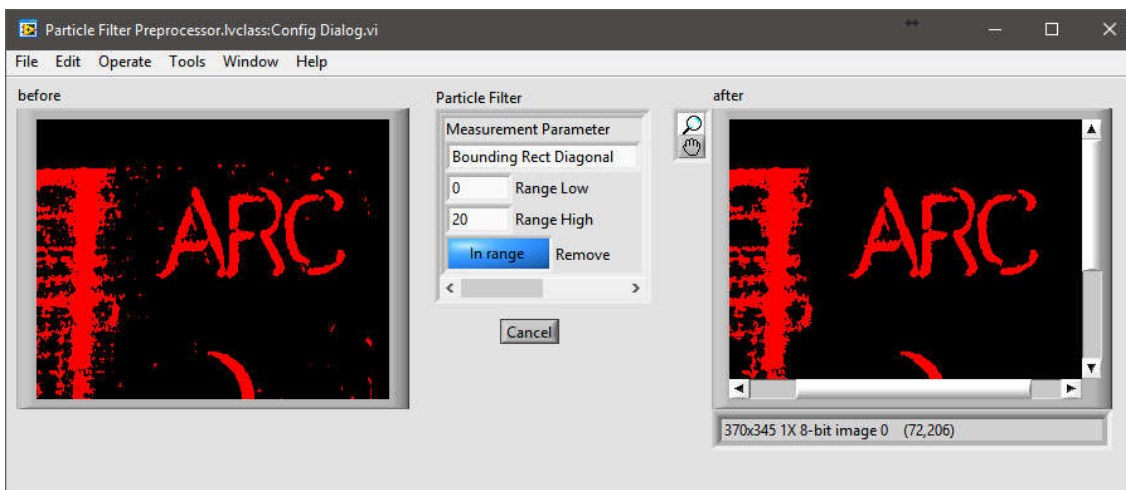 Particle Filter Preprocessor.lvclass:Config Dialog.vi
File Edit Operate Tools Window Help
before
ARC
Particle Filter
Measurement Parameter
Bounding Rect Diagonal
0 Range Low
20 Range High
In range Remove
Cancel
after
ARC
370x345 1X 8-bit image 0 (72,206)